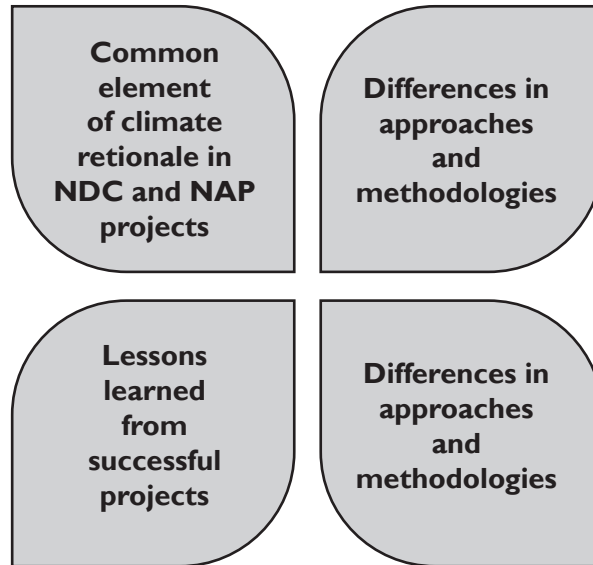 Common
element
of climate
retionale in
NDC and NAP
projects
Differences in
approaches
and
methodologies
Lessons
learned
from
successful
projects
Differences in
approaches
and
methodologies